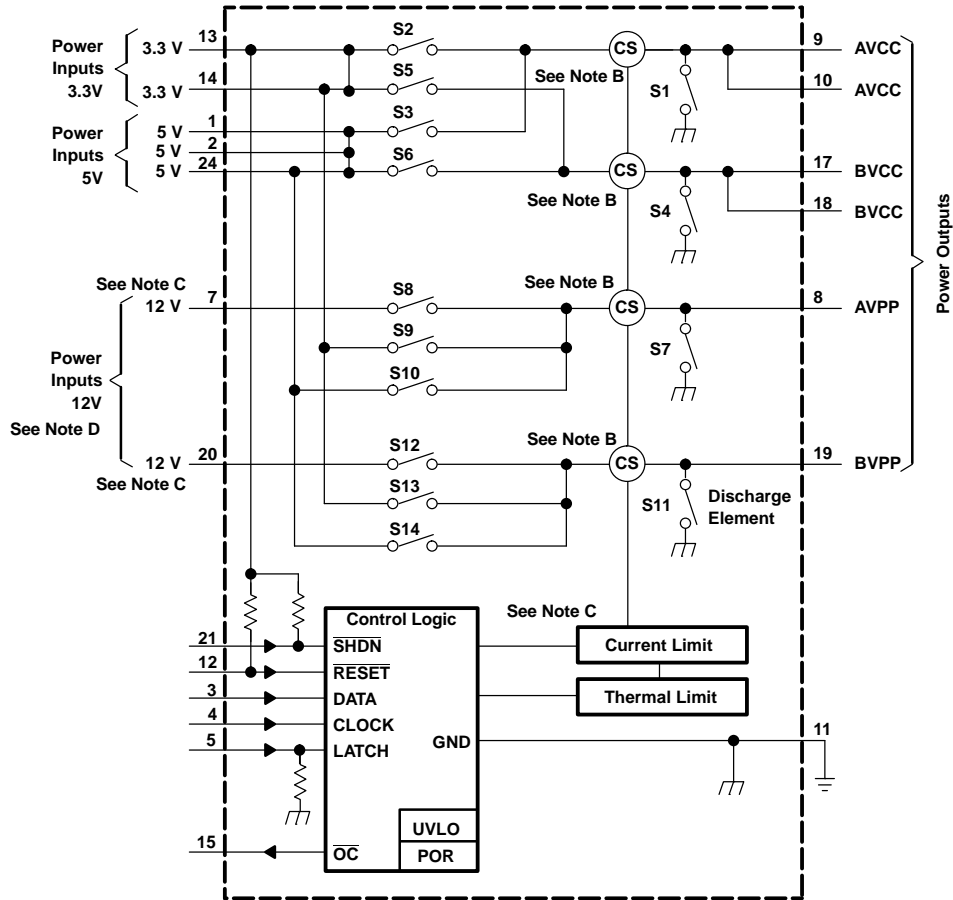 Power Inputs 3.3V
13
3.3 V
14
3.3 V
Power Inputs 5V
1
5 V
2
5 V
24
5 V
S2
S5
S3
S6
CS
See Note B
S1
CS
See Note B
S4
9
AVCC
10
AVCC
17
BVCC
18
BVCC
Power Outputs
See Note C
7
12 V
Power Inputs 12V
See Note D
20
12 V
See Note C
S8
S9
S10
See Note B
CS
S7
8
AVPP
S12
S13
S14
See Note B
CS
S11
Discharge Element
19
BVPP
Control Logic
21
SHDN
12
RESET
3
DATA
4
CLOCK
5
LATCH
GND
UVLO
POR
15
OC
See Note C
Current Limit
Thermal Limit
11